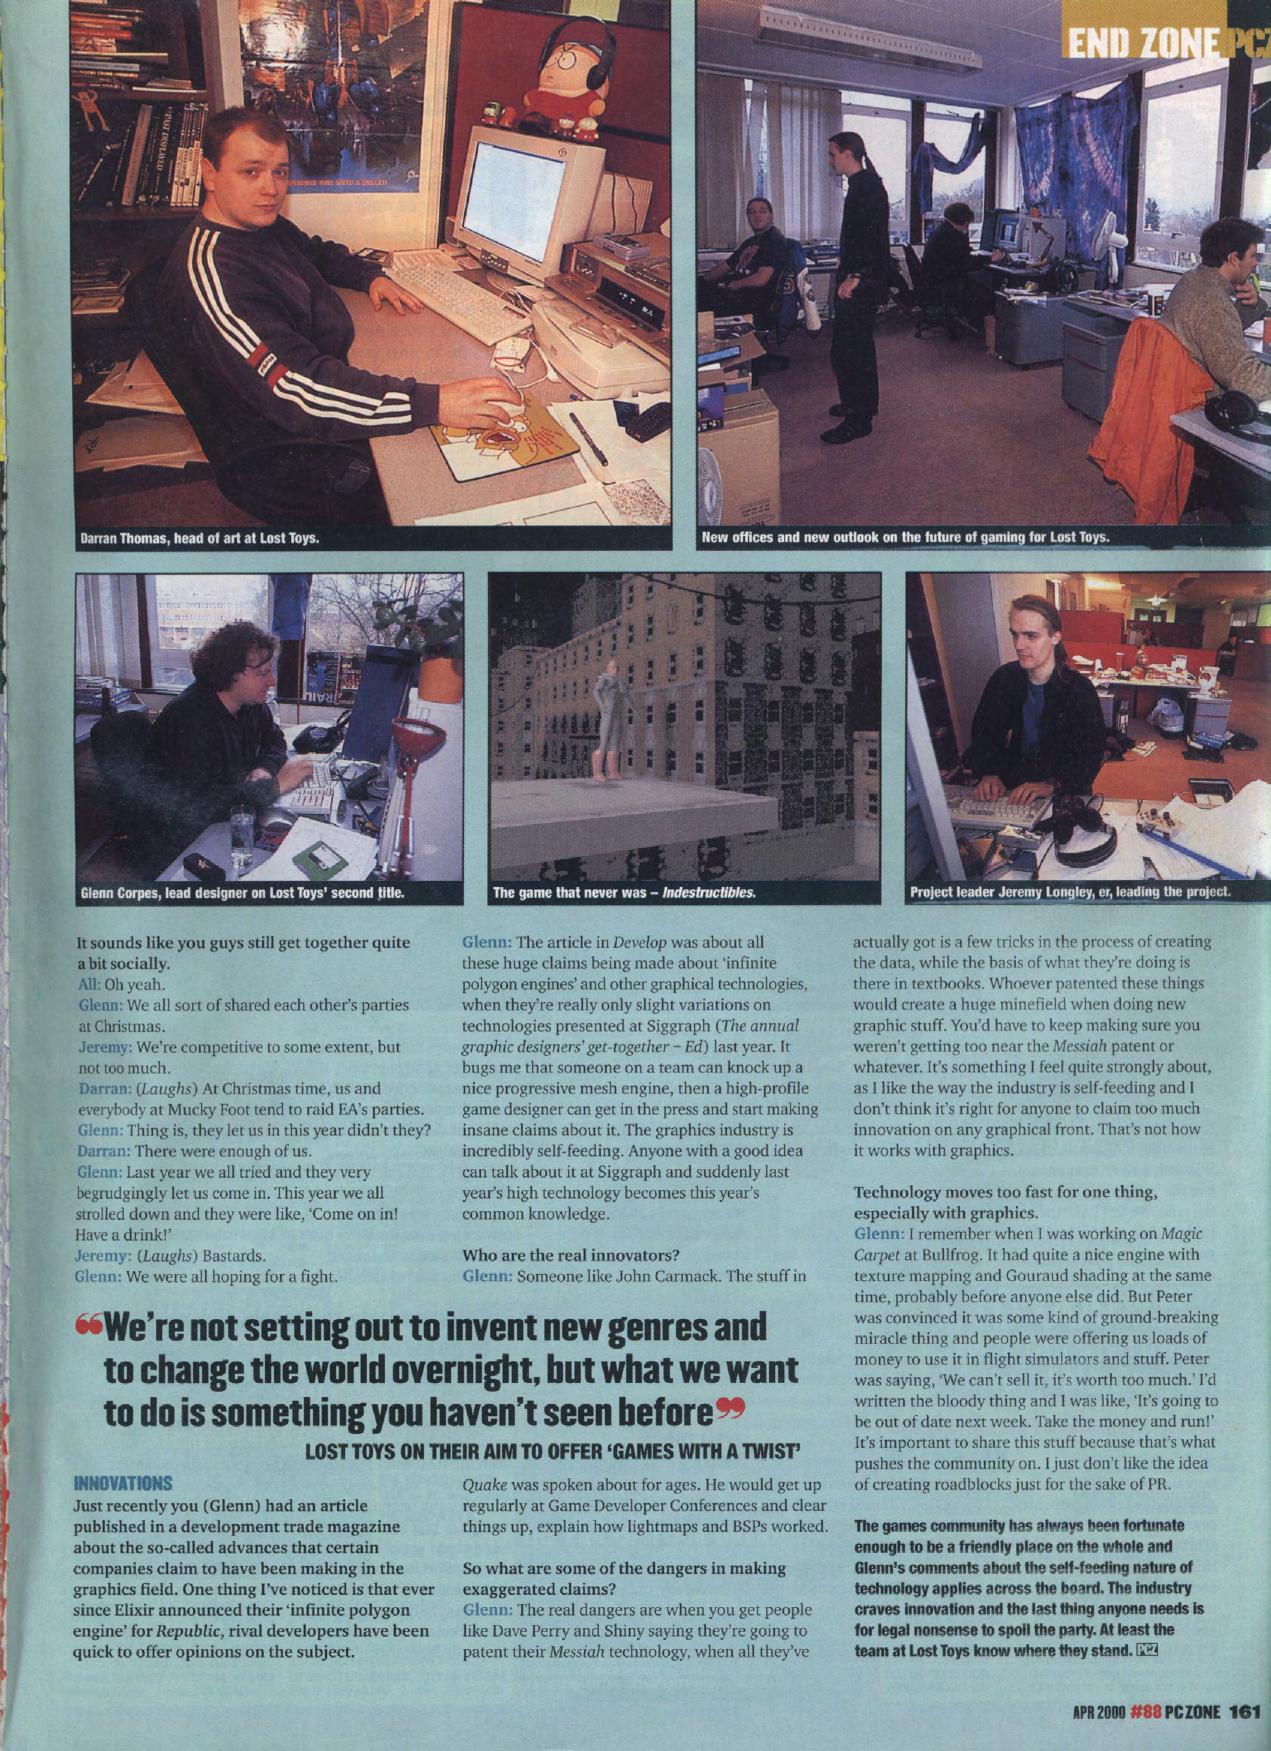 END ZONE PCZ
Darran Thomas, head of art at Lost Toys.
New offices and new outlook on the future of gaming for Lost Toys.
Glenn Corpes, lead designer on Lost Toys' second title.
The game that never was – Indestructibles.
Project leader Jeremy Longley, er, leading the project.
It sounds like you guys still get together quite
a bit socially.
All: Oh yeah.
Glenn: We all sort of shared each other's parties
at Christmas.
Jeremy: We're competitive to some extent, but
not too much.
Darran: (Laughs) At Christmas time, us and
everybody at Mucky Foot tend to raid EA's parties.
Glenn: Thing is, they let us in this year didn't they?
Darran: There were enough of us.
Glenn: Last year we all tried and they very
begrudgingly let us come in. This year we all
strolled down and they were like, 'Come on in!
Have a drink!'
Jeremy: (Laughs) Bastards.
Glenn: We were all hoping for a fight.
“We're not setting out to invent new genres and
to change the world overnight, but what we want
to do is something you haven't seen before”
LOST TOYS ON THEIR AIM TO OFFER 'GAMES WITH A TWIST'
INNOVATIONS
Just recently you (Glenn) had an article
published in a development trade magazine
about the so-called advances that certain
companies claim to have been making in the
graphics field. One thing I've noticed is that ever
since Elixir announced their 'infinite polygon
engine' for Republic, rival developers have been
quick to offer opinions on the subject.
Glenn: The article in Develop was about all
these huge claims being made about 'infinite
polygon engines' and other graphical technologies,
when they're really only slight variations on
technologies presented at Siggraph (The annual
graphic designers' get-together – Ed) last year. It
bugs me that someone on a team can knock up a
nice progressive mesh engine, then a high-profile
game designer can get in the press and start making
insane claims about it. The graphics industry is
incredibly self-feeding. Anyone with a good idea
can talk about it at Siggraph and suddenly last
year's high technology becomes this year's
common knowledge.
Who are the real innovators?
Glenn: Someone like John Carmack. The stuff in
Quake was spoken about for ages. He would get up
regularly at Game Developer Conferences and clear
things up, explain how lightmaps and BSPs worked.
So what are some of the dangers in making
exaggerated claims?
Glenn: The real dangers are when you get people
like Dave Perry and Shiny saying they're going to
patent their Messiah technology, when all they've
actually got is a few tricks in the process of creating
the data, while the basis of what they're doing is
there in textbooks. Whoever patented these things
would create a huge minefield when doing new
graphic stuff. You'd have to keep making sure you
weren't getting too near the Messiah patent or
whatever. It's something I feel quite strongly about,
as I like the way the industry is self-feeding and I
don't think it's right for anyone to claim too much
innovation on any graphical front. That's not how
it works with graphics.
Technology moves too fast for one thing,
especially with graphics.
Glenn: I remember when I was working on Magic
Carpet at Bullfrog. It had quite a nice engine with
texture mapping and Gouraud shading at the same
time, probably before anyone else did. But Peter
was convinced it was some kind of ground-breaking
miracle thing and people were offering us loads of
money to use it in flight simulators and stuff. Peter
was saying, 'We can't sell it, it's worth too much.' I'd
written the bloody thing and I was like, 'It's going to
be out of date next week. Take the money and run!'
It's important to share this stuff because that's what
pushes the community on. I just don't like the idea
of creating roadblocks just for the sake of PR.
The games community has always been fortunate
enough to be a friendly place on the whole and
Glenn's comments about the self-feeding nature of
technology applies across the board. The industry
craves innovation and the last thing anyone needs is
for legal nonsense to spoil the party. At least the
team at Lost Toys know where they stand. PCZ
APR 2000 #88 PC ZONE 161